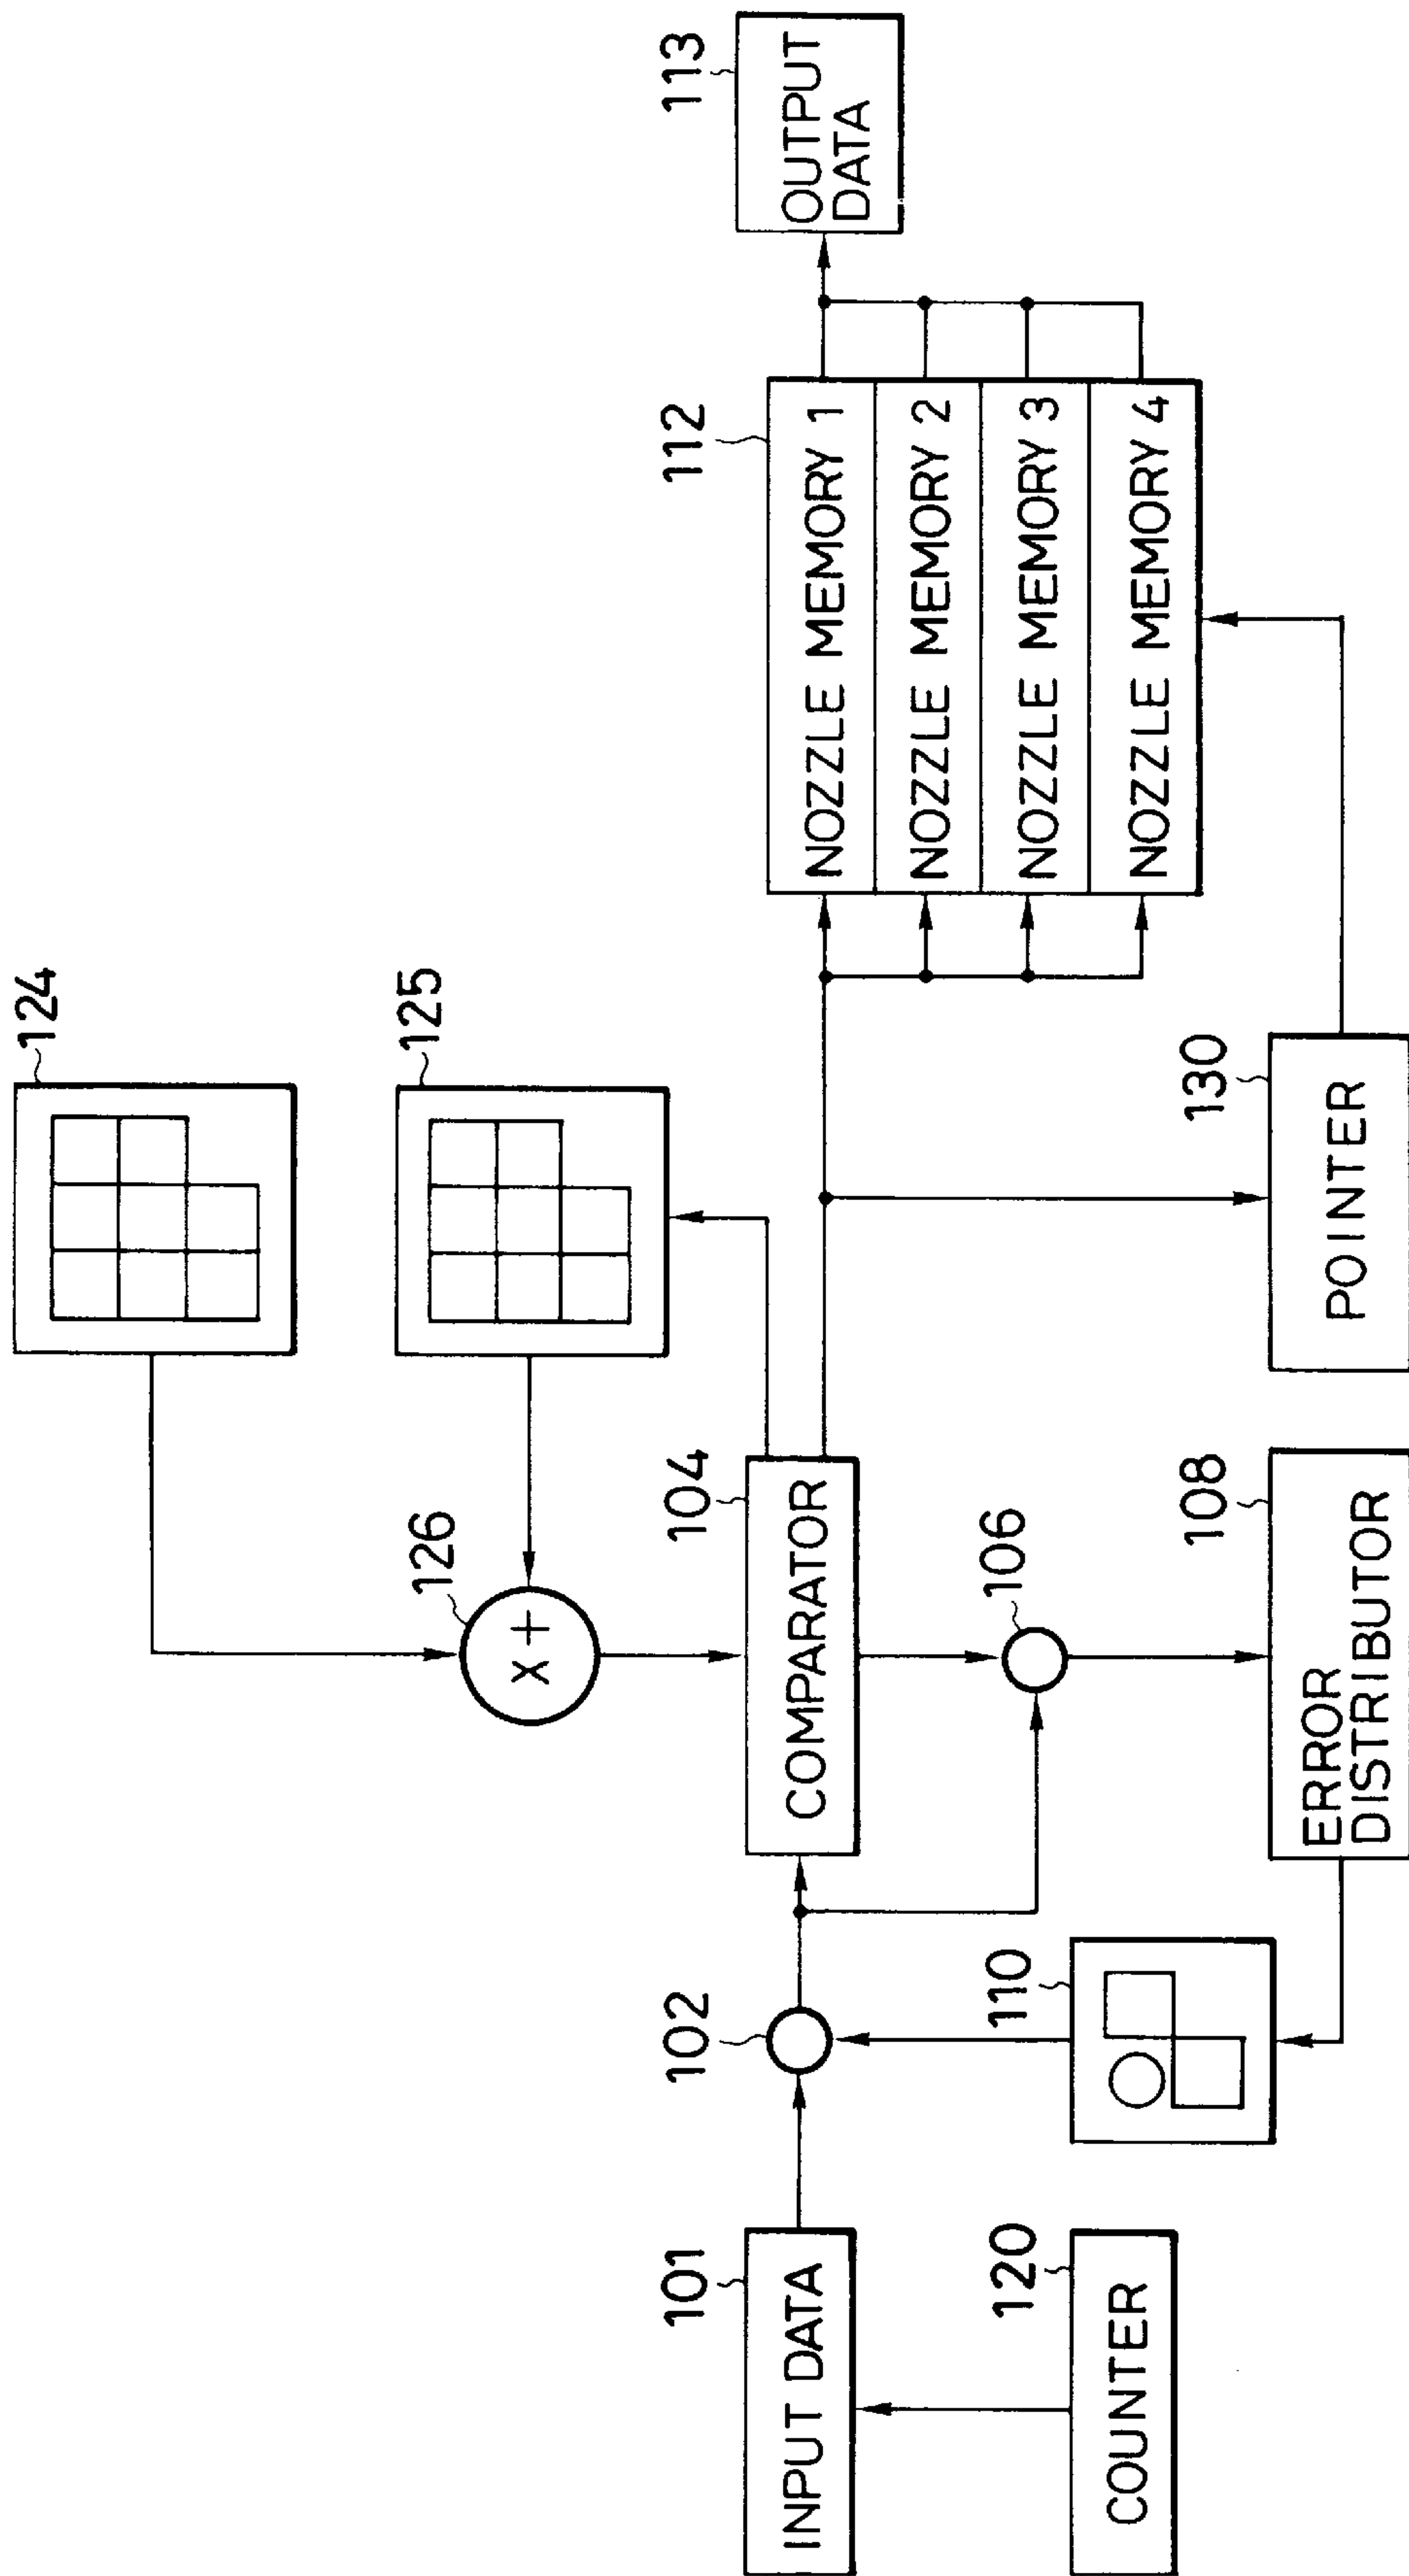 124
125
126
113
OUTPUT
DATA
101
INPUT DATA
102
104
COMPARATOR
112
NOZZLE MEMORY 1
NOZZLE MEMORY 2
NOZZLE MEMORY 3
NOZZLE MEMORY 4
x +
106
110
120
COUNTER
108
ERROR
DISTRIBUTOR
130
POINTER